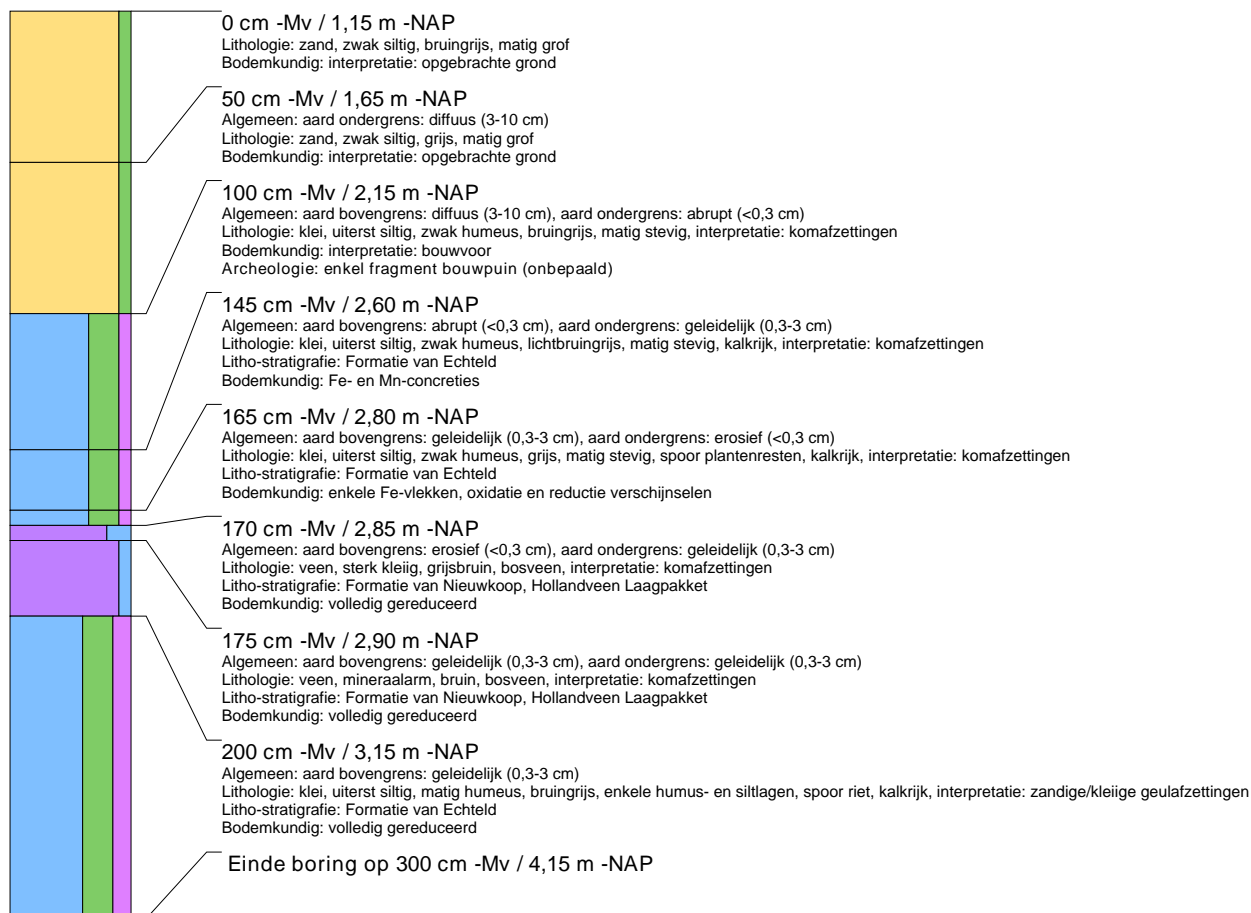 0 cm -Mv / 1,15 m -NAP
Lithologie: zand, zwak siltig, bruingrijs, matig grof
Bodemkundig: interpretatie: opgebrachte grond
50 cm -Mv / 1,65 m -NAP
Algemeen: aard ondergrens: diffuus (3-10 cm)
Lithologie: zand, zwak siltig, grijs, matig grof
Bodemkundig: interpretatie: opgebrachte grond
100 cm -Mv / 2,15 m -NAP
Algemeen: aard bovengrens: diffuus (3-10 cm), aard ondergrens: abrupt (<0,3 cm)
Lithologie: klei, uiterst siltig, zwak humeus, bruingrijs, matig stevig, interpretatie: komafzettingen
Bodemkundig: interpretatie: bouwvoor
Archeologie: enkel fragment bouwpuin (onbepaald)
145 cm -Mv / 2,60 m -NAP
Algemeen: aard bovengrens: abrupt (<0,3 cm), aard ondergrens: geleidelijk (0,3-3 cm)
Lithologie: klei, uiterst siltig, zwak humeus, lichtbruingrijs, matig stevig, kalkrijk, interpretatie: komafzettingen
Litho-stratigrafie: Formatie van Echteld
Bodemkundig: Fe- en Mn-concreties
165 cm -Mv / 2,80 m -NAP
Algemeen: aard bovengrens: geleidelijk (0,3-3 cm), aard ondergrens: erosief (<0,3 cm)
Lithologie: klei, uiterst siltig, zwak humeus, grijs, matig stevig, spoor plantenresten, kalkrijk, interpretatie: komafzettingen
Litho-stratigrafie: Formatie van Echteld
Bodemkundig: enkele Fe-vlekken, oxidatie en reductie verschijnselen
170 cm -Mv / 2,85 m -NAP
Algemeen: aard bovengrens: erosief (<0,3 cm), aard ondergrens: geleidelijk (0,3-3 cm)
Lithologie: veen, sterk kleiig, grijsbruin, bosveen, interpretatie: komafzettingen
Litho-stratigrafie: Formatie van Nieuwkoop, Hollandveen Laagpakket
Bodemkundig: volledig gereduceerd
175 cm -Mv / 2,90 m -NAP
Algemeen: aard bovengrens: geleidelijk (0,3-3 cm), aard ondergrens: geleidelijk (0,3-3 cm)
Lithologie: veen, mineraalarm, bruin, bosveen, interpretatie: komafzettingen
Litho-stratigrafie: Formatie van Nieuwkoop, Hollandveen Laagpakket
Bodemkundig: volledig gereduceerd
200 cm -Mv / 3,15 m -NAP
Algemeen: aard bovengrens: geleidelijk (0,3-3 cm)
Lithologie: klei, uiterst siltig, matig humeus, bruingrijs, enkele humus- en siltlagen, spoor riet, kalkrijk, interpretatie: zandige/kleiige geulafzettingen
Litho-stratigrafie: Formatie van Echteld
Bodemkundig: volledig gereduceerd
Einde boring op 300 cm -Mv / 4,15 m -NAP